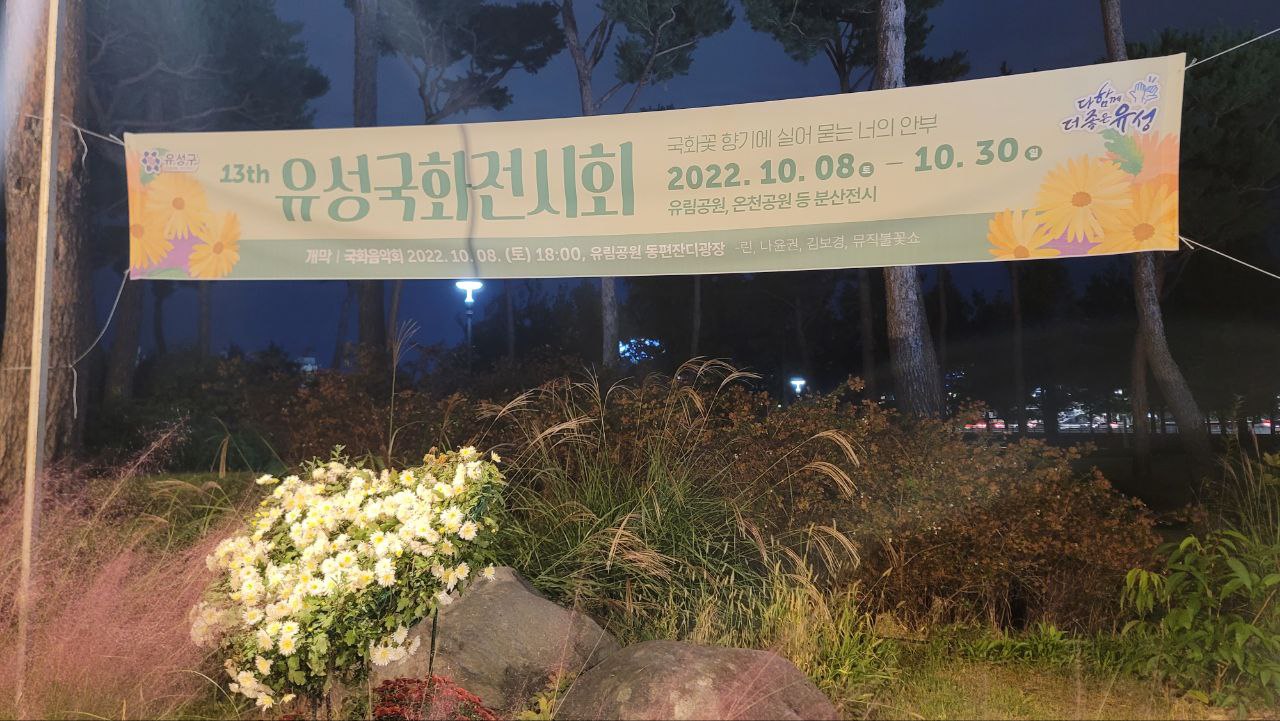 유성구
13th 유성국화전시회
국화꽃 향기에 실어 묻는 너의 안부
2022. 10. 08 토 – 10. 30 일
유림공원, 온천공원 등 분산전시
다함께
더 좋은 유성
개막 / 국화음악회 2022. 10. 08. (토) 18:00, 유림공원 동편잔디광장 린, 나윤권, 김보경, 뮤직불꽃쇼